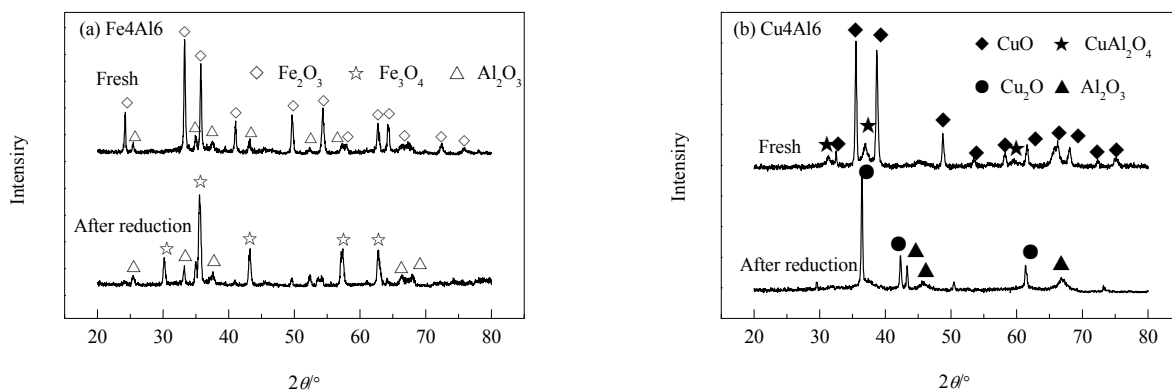 (a) Fe4Al6
Fresh
◇ Fe₂O₃ ☆ Fe₃O₄ △ Al₂O₃
After reduction
Intensiry
20 30 40 50 60 70 80
2θ/°
(b) Cu4Al6
◆ CuO ★ CuAl₂O₄
● Cu₂O ▲ Al₂O₃
Fresh
After reduction
Intensiry
20 30 40 50 60 70 80
2θ/°